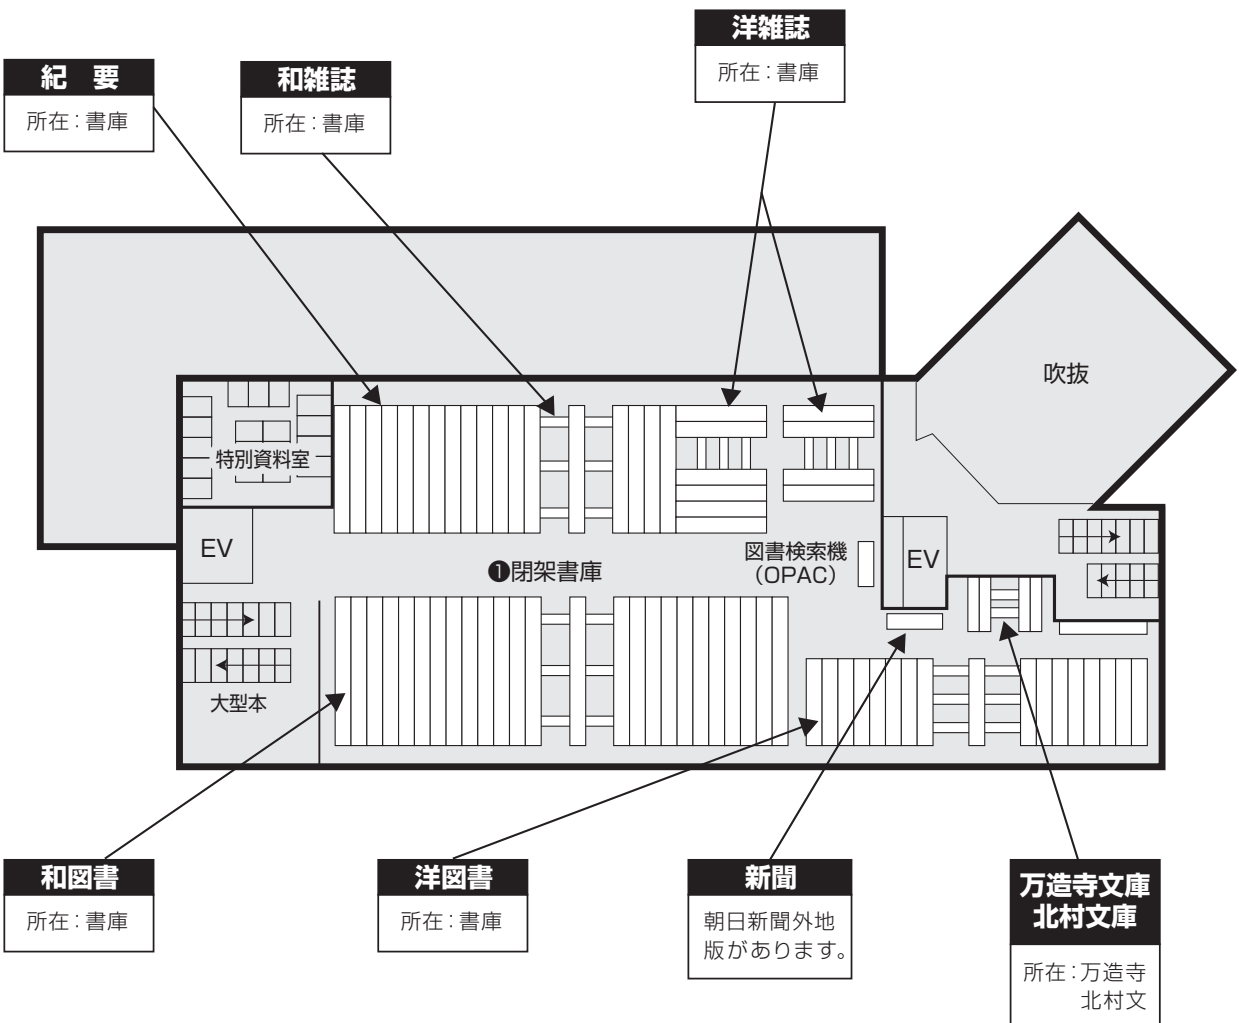 洋雑誌
所在：書庫
紀　要
所在：書庫
和雑誌
所在：書庫
吹抜
特別資料室
EV
❶閉架書庫
図書検索機
（OPAC）
EV
大型本
和図書
所在：書庫
洋図書
所在：書庫
新聞
朝日新聞外地
版があります。
万造寺文庫
北村文庫
所在：万造寺
北村文